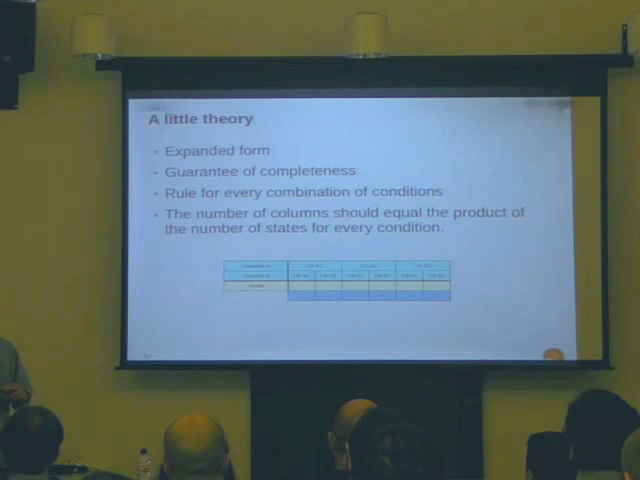 A little theory
Expanded form
Guarantee of completeness
Rule for every combination of conditions
The number of columns should equal the product of
the number of states for every condition.